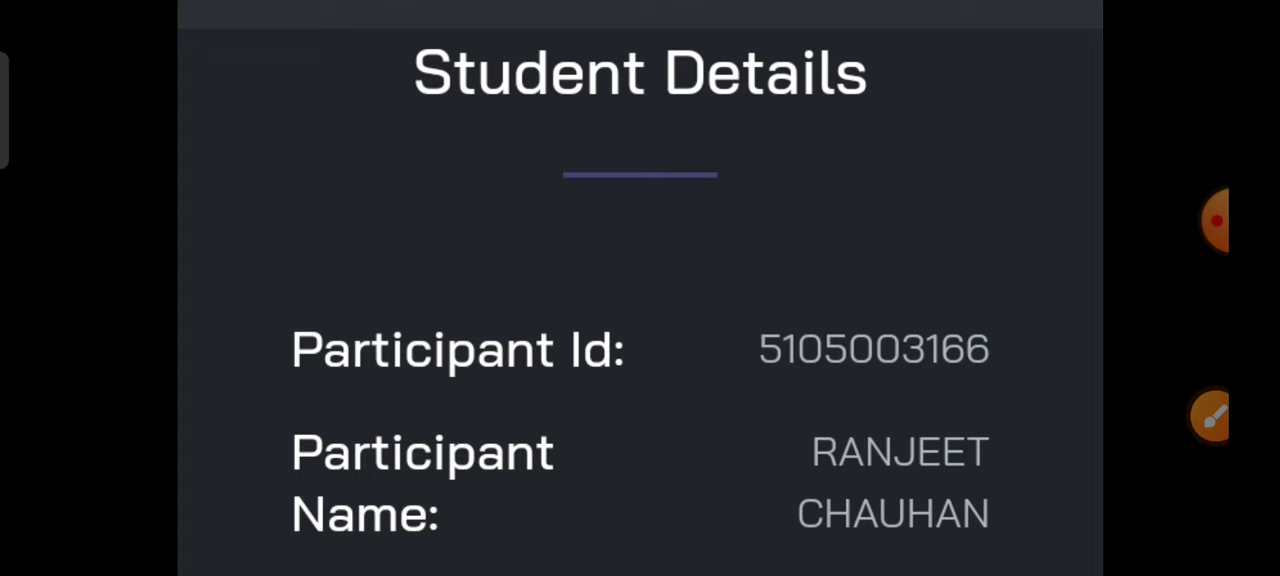 Student Details
Participant Id: 5105003166
Participant RANJEET
Name: CHAUHAN